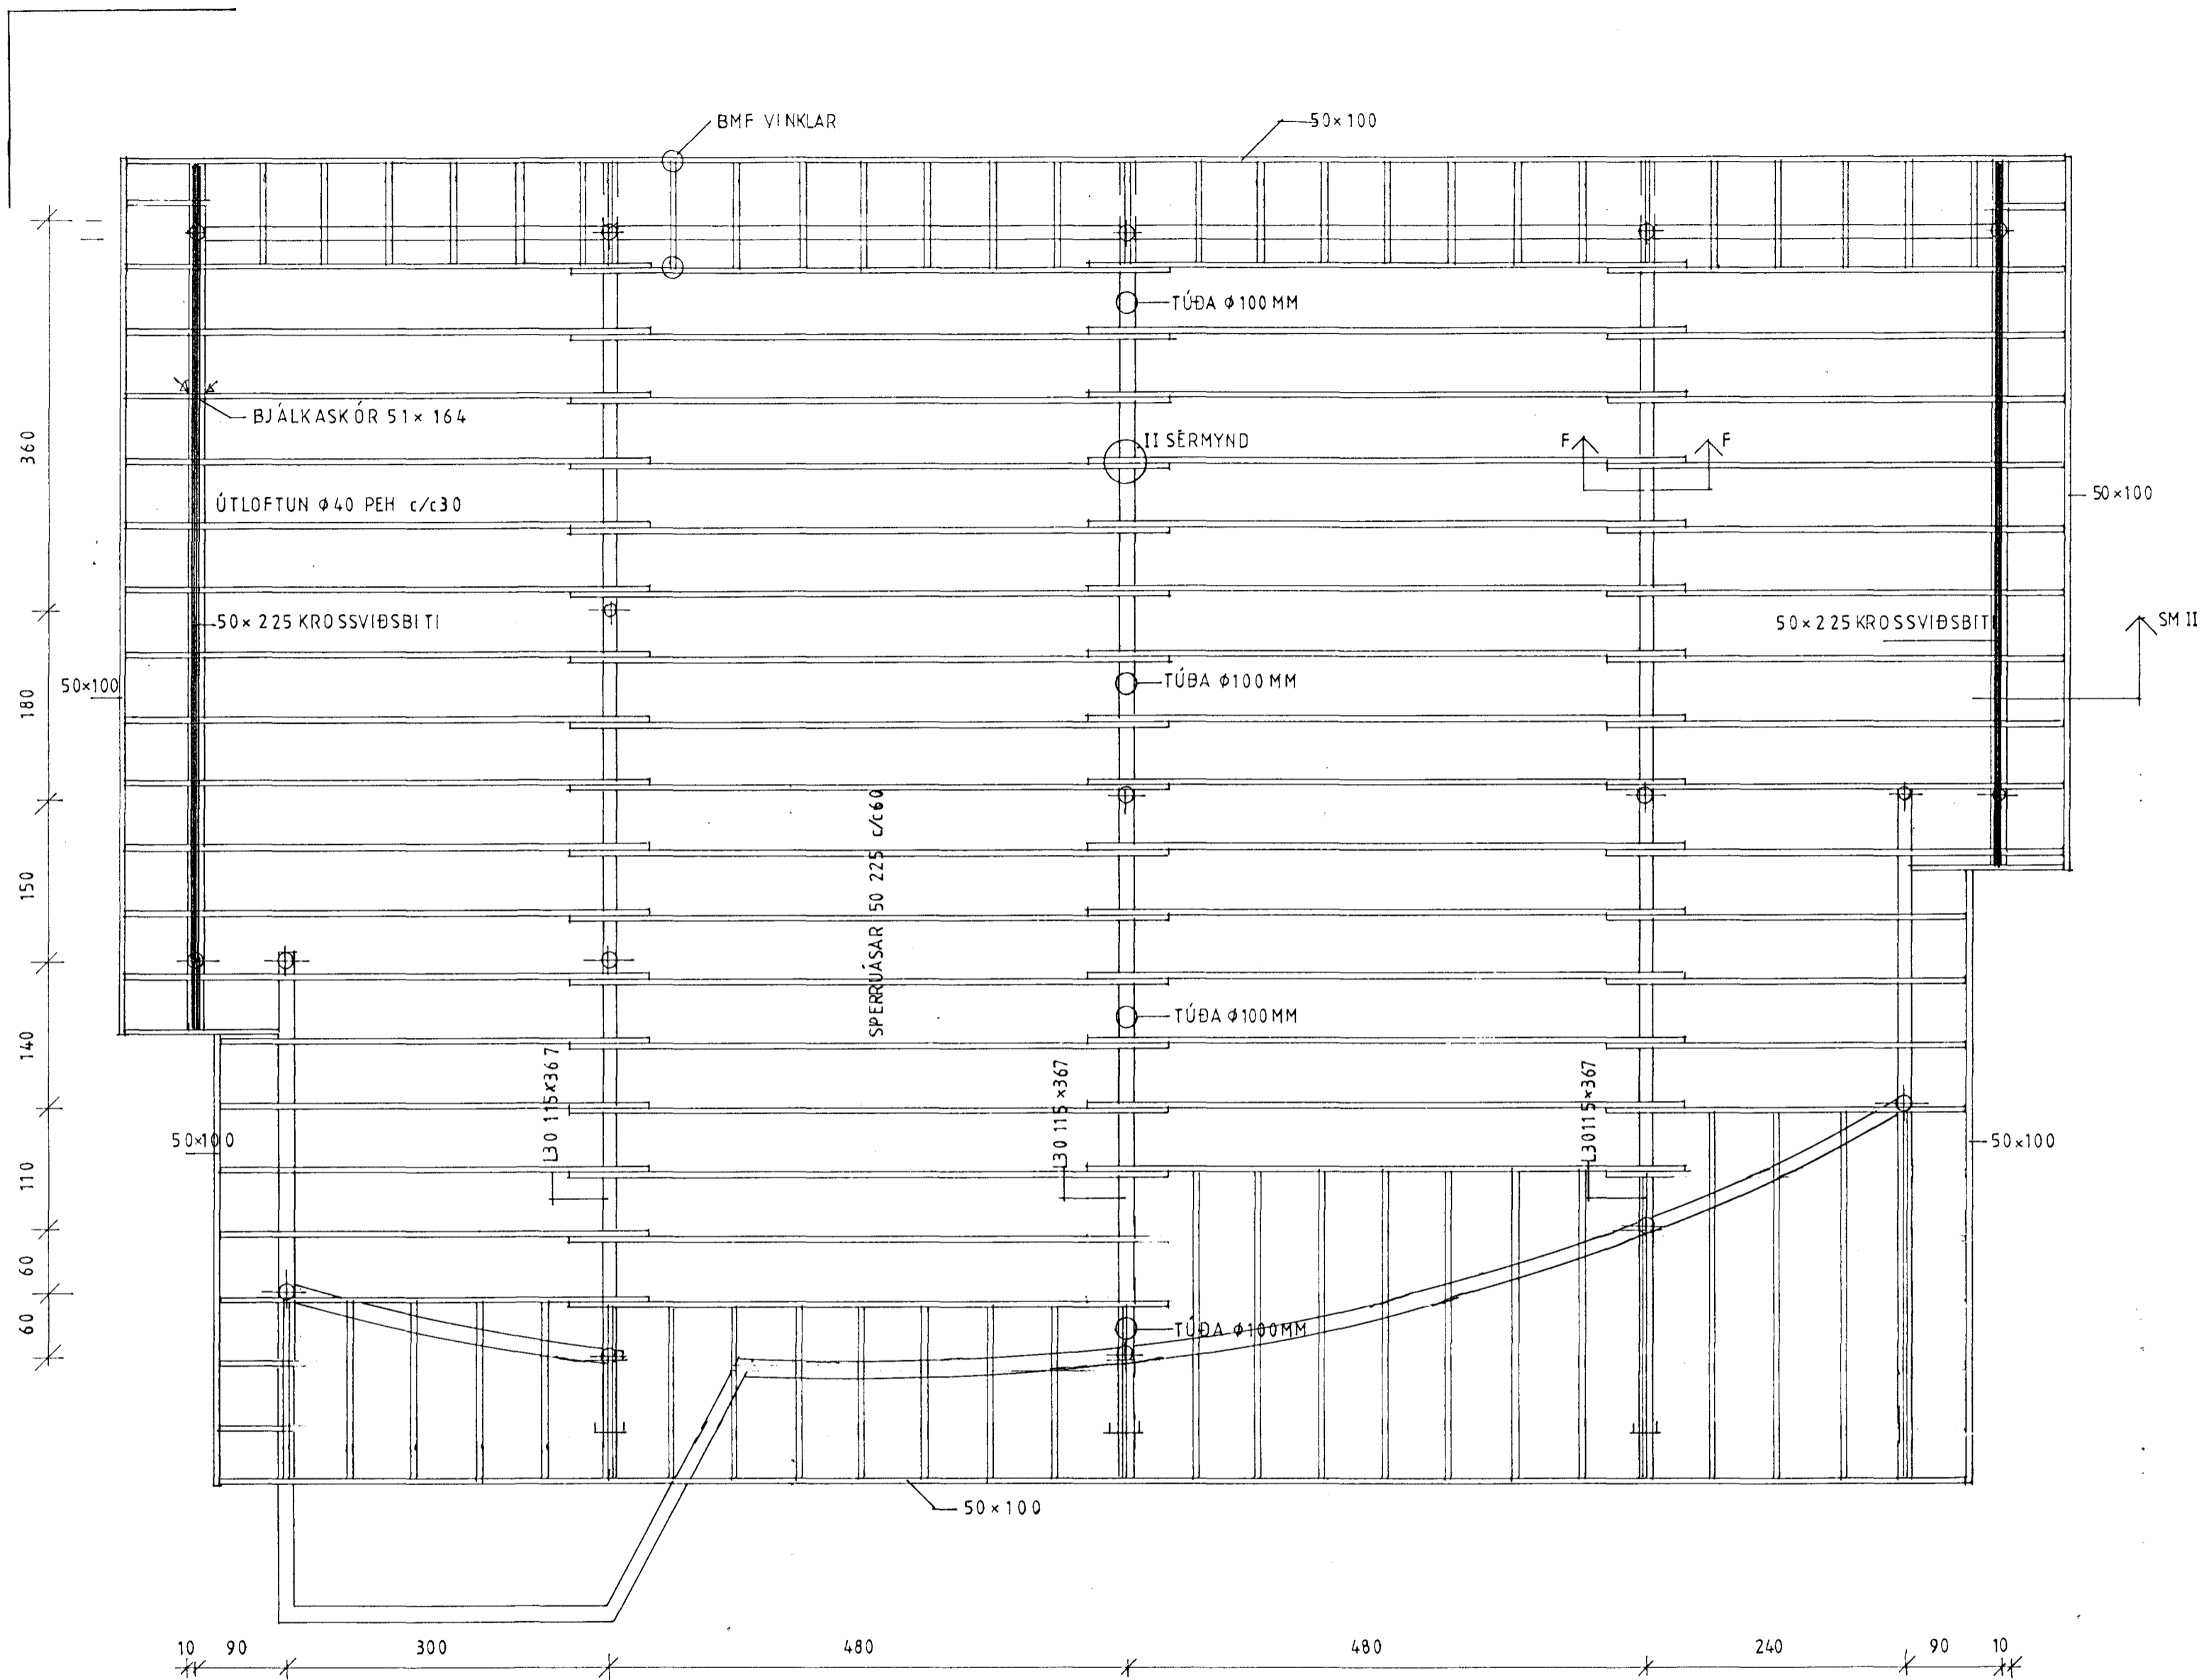 BMF VINKLAR
50×100
TÚÐA ϕ100 MM
BJÁLKASKÓR 51×164
II SÉRMYND
F F
360
50×100
ÚTLOFTUN ϕ40 PEH c/c30
50×225 KROSSVIÐSBITI
50×225 KROSSVIÐSBITI
SM II
50×100
TÚÐA ϕ100 MM
180
SPERRUÁSAR 50 225 c/c60
150
TÚÐA ϕ100 MM
140
L30 115×367
L30 115×367
L30 115×367
50×100
50×100
110
60
60
TÚÐA ϕ100MM
50×100
10 90 300 480 480 240 90 10